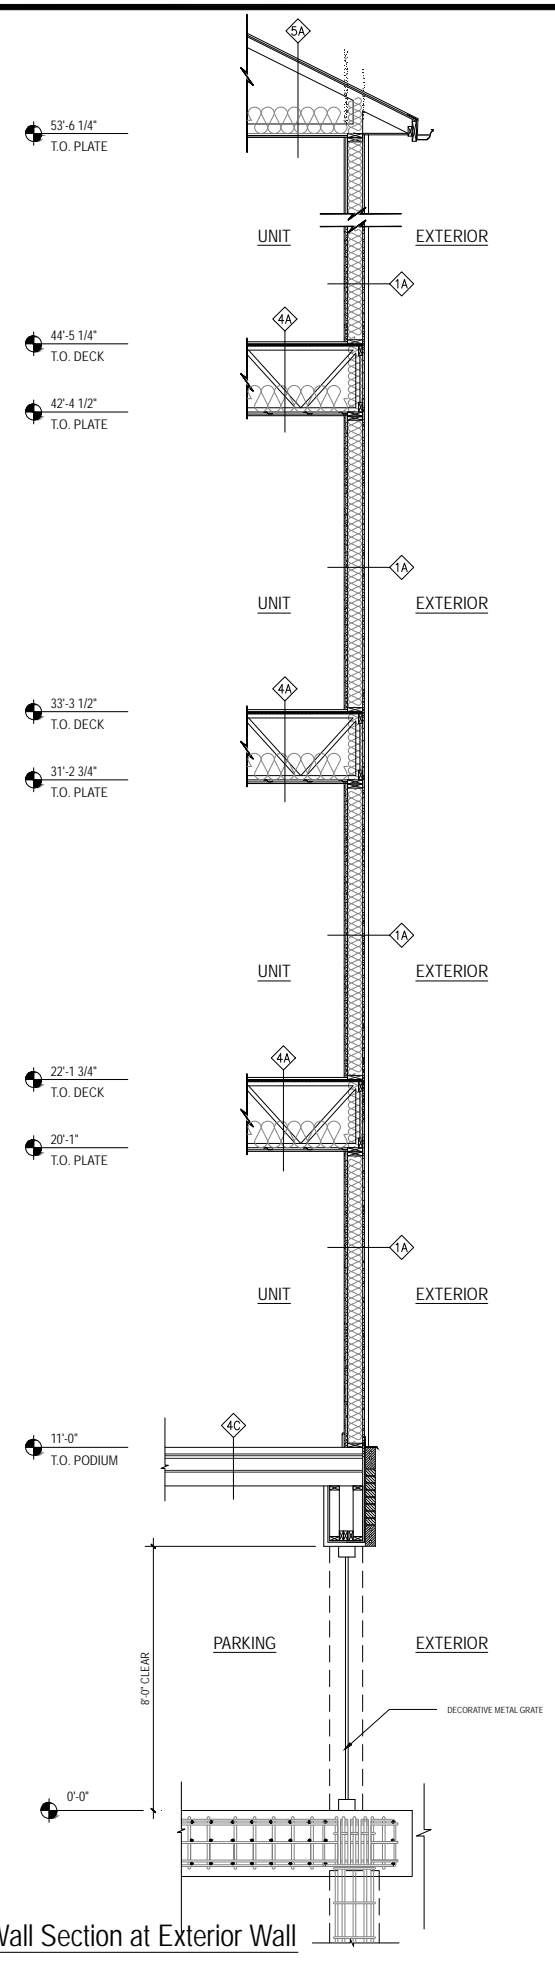 5A
53'-6 1/4"
T.O. PLATE
UNIT
EXTERIOR
1A
4A
44'-5 1/4"
T.O. DECK
42'-4 1/2"
T.O. PLATE
1A
UNIT
EXTERIOR
4A
33'-3 1/2"
T.O. DECK
31'-2 3/4"
T.O. PLATE
1A
UNIT
EXTERIOR
4A
22'-1 3/4"
T.O. DECK
20'-1"
T.O. PLATE
1A
UNIT
EXTERIOR
4C
11'-0"
T.O. PODIUM
PARKING
EXTERIOR
8'-0" CLEAR
DECORATIVE METAL GRATE
0'-0"
Wall Section at Exterior Wall